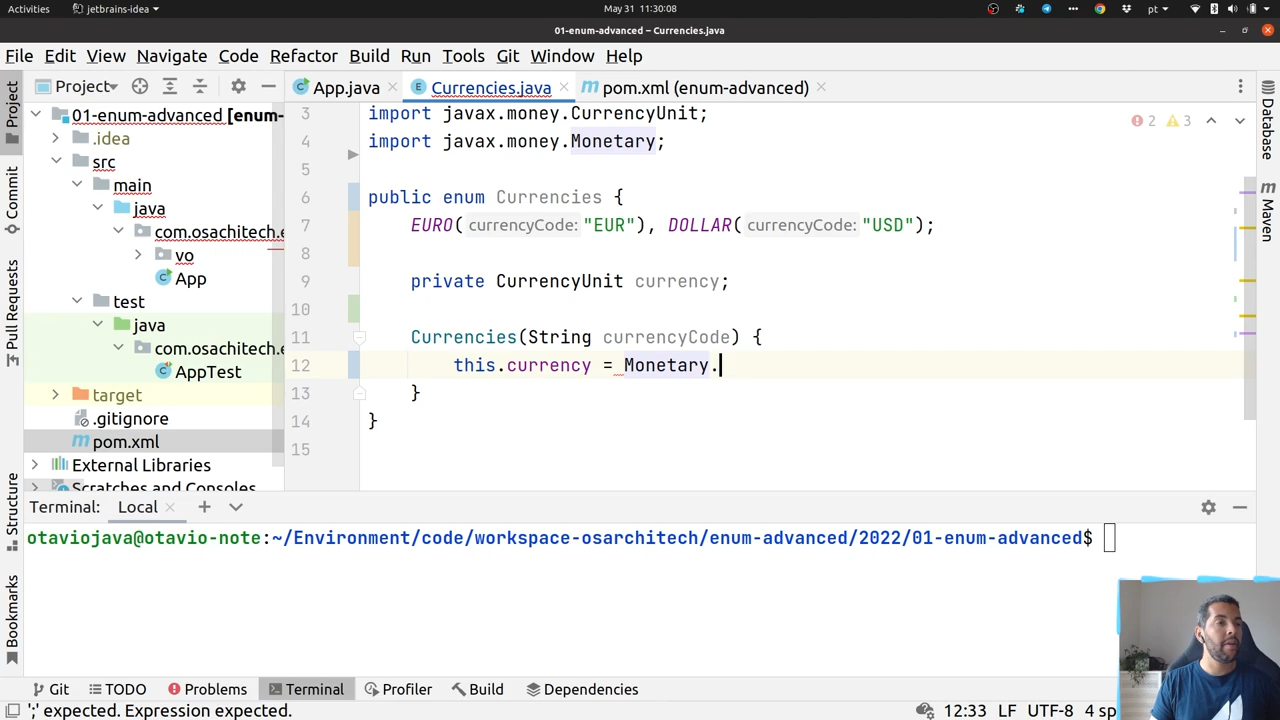 Activities jetbrains-idea May 31 11:30:08 pt
01-enum-advanced – Currencies.java
File Edit View Navigate Code Refactor Build Run Tools Git Window Help
Project App.java Currencies.java pom.xml (enum-advanced)
Project
Commit
Pull Requests
Structure
Bookmarks
01-enum-advanced [enum-
.idea
src
main
java
com.osachitech.e
vo
App
test
java
com.osachitech.e
AppTest
target
.gitignore
pom.xml
External Libraries
Scratches and Consoles
3 import javax.money.CurrencyUnit;
4 import javax.money.Monetary;
5
6 public enum Currencies {
7 EURO( currencyCode: "EUR"), DOLLAR( currencyCode: "USD");
8
9 private CurrencyUnit currency;
10
11 Currencies(String currencyCode) {
12 this.currency = Monetary.
13 }
14 }
15
2 3
Database
Maven
Terminal: Local
otaviojava@otavio-note:~/Environment/code/workspace-osarchitech/enum-advanced/2022/01-enum-advanced$
Git TODO Problems Terminal Profiler Build Dependencies
';' expected. Expression expected. 12:33 LF UTF-8 4 sp